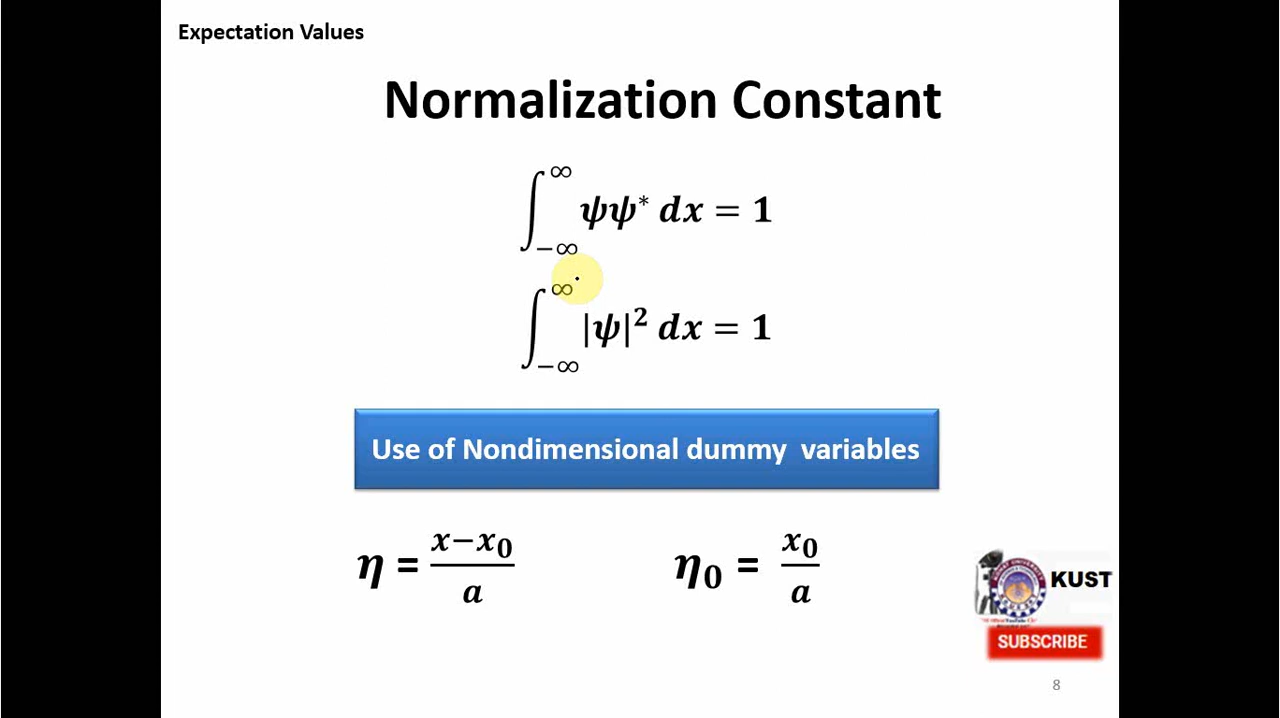 Expectation Values
Normalization Constant
∫_{−∞}^{∞} ψψ* dx = 1
∫_{−∞}^{∞} |ψ|² dx = 1
Use of Nondimensional dummy variables
η = (x−x₀)/a
η₀ = x₀/a
KUST
SUBSCRIBE
8